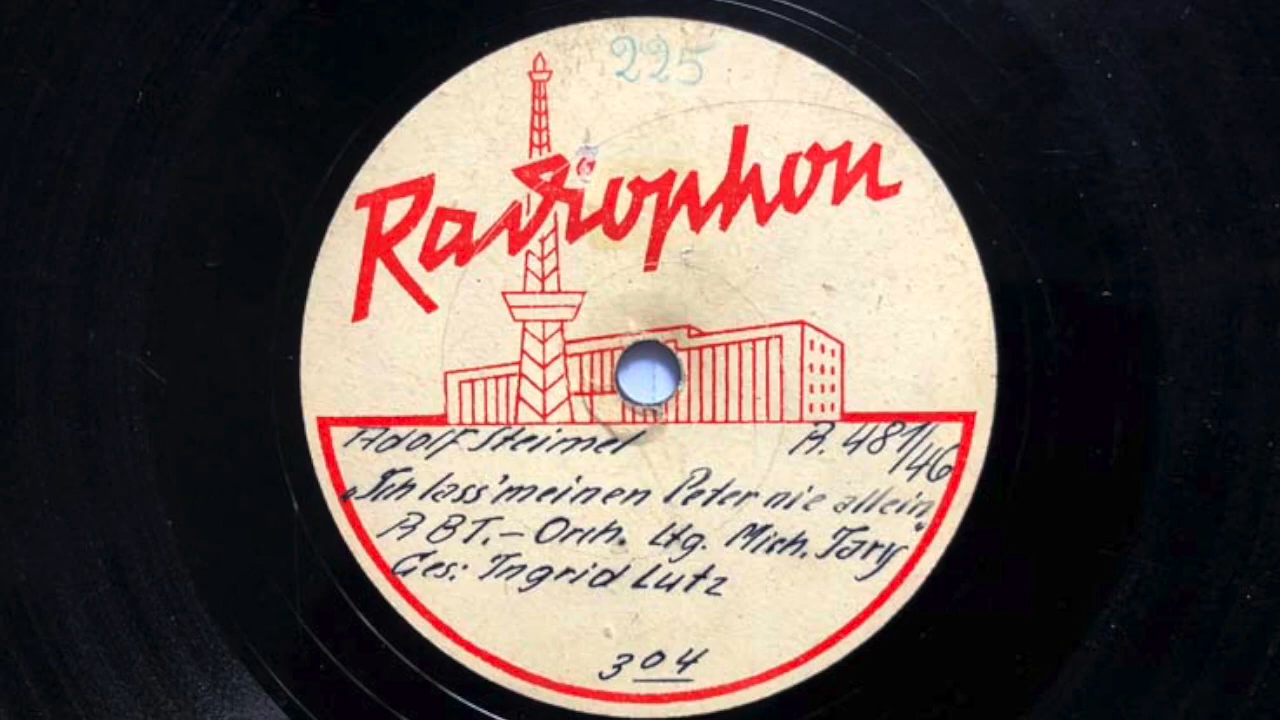 225
Radiophon
Adolf Steimel R. 481/46
„Ich lass' meinen Peter nie allein“
RBT.-Orch. Ltg. Mich. Jary
Ges: Ingrid Lutz
304